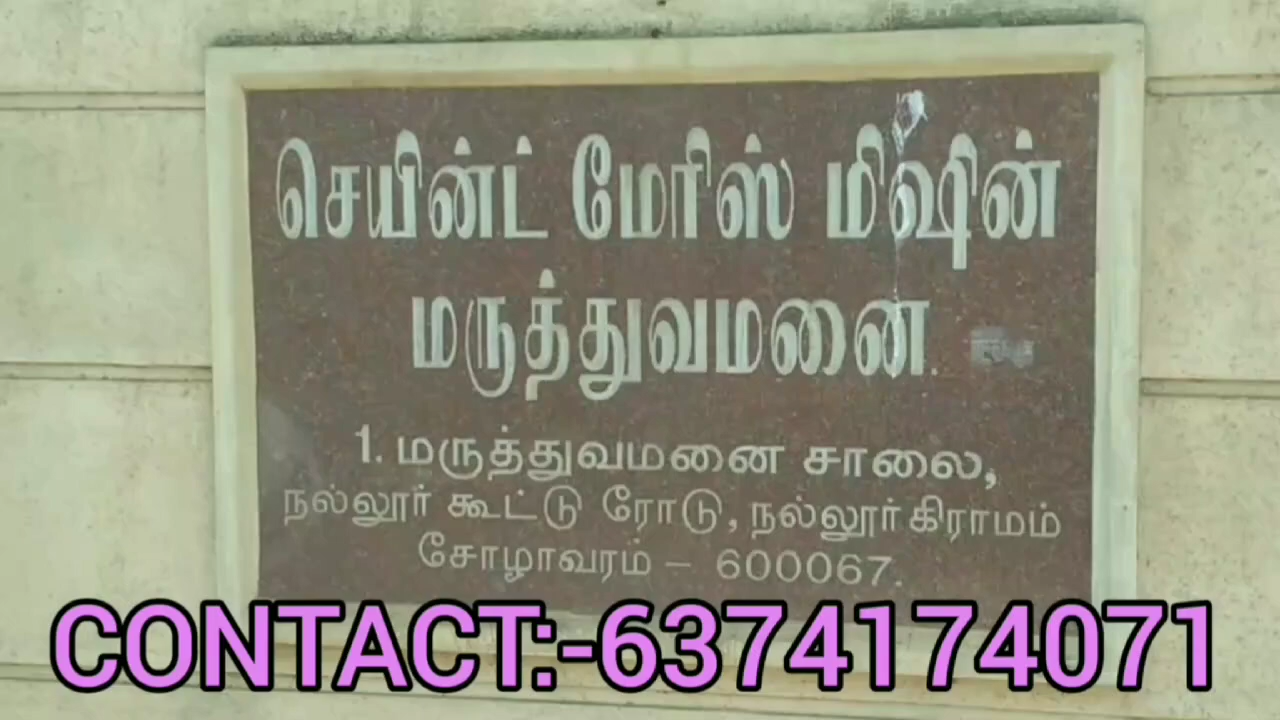 செயின்ட் மேரிஸ் மிஷின்
மருத்துவமனை.
1. மருத்துவமனை சாலை,
நல்லூர் கூட்டு ரோடு, நல்லூர் கிராமம்
சோழாவரம் - 600067.
CONTACT:-6374174071